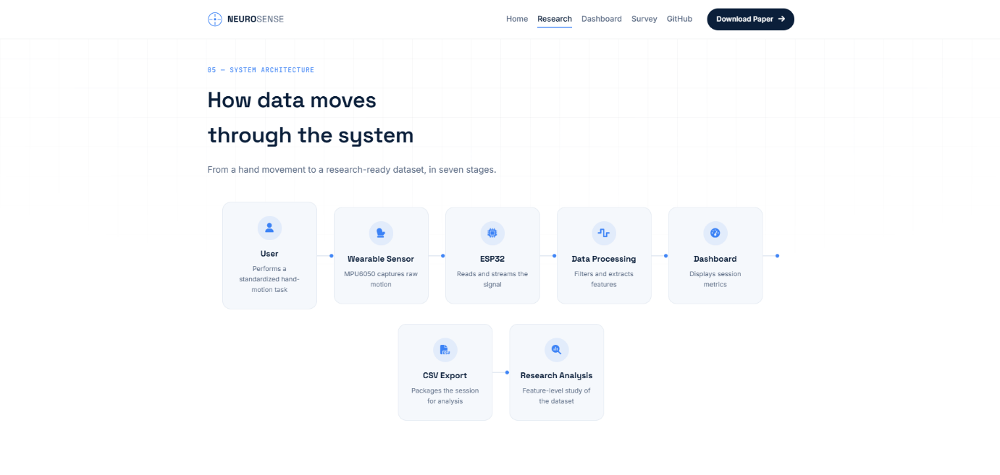 NEUROSENSE
Home Research Dashboard Survey GitHub Download Paper
05 — SYSTEM ARCHITECTURE
How data moves
through the system
From a hand movement to a research-ready dataset, in seven stages.
User
Performs a
standardized hand-
motion task
Wearable Sensor
MPU6050 captures raw
motion
ESP32
Reads and streams the
signal
Data Processing
Filters and extracts
features
Dashboard
Displays session
metrics
CSV
CSV Export
Packages the session
for analysis
Research Analysis
Feature-level study of
the dataset